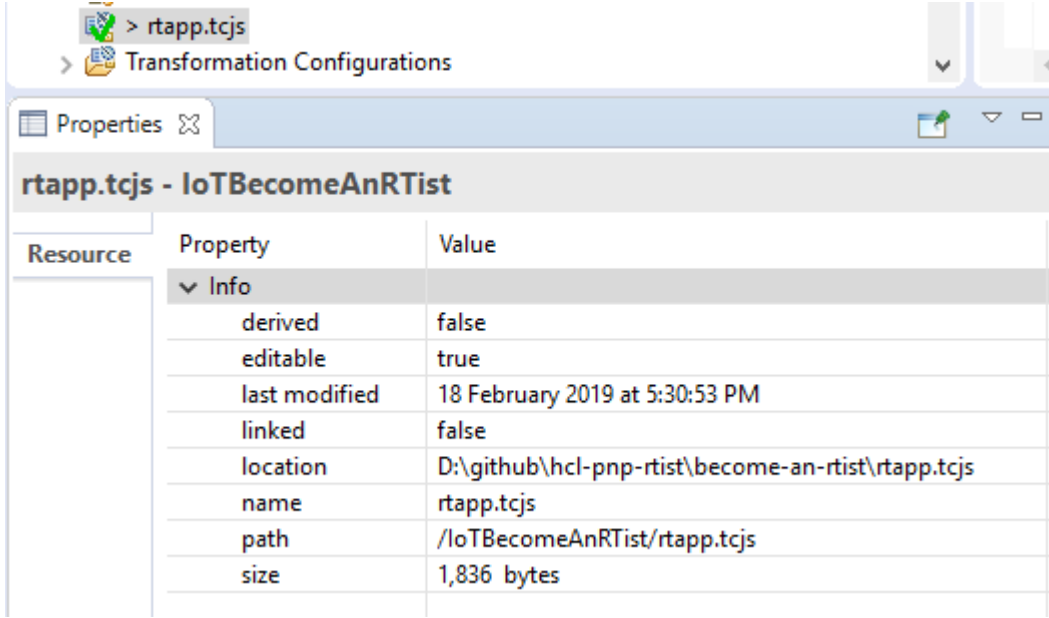 > rtapp.tcjs
Transformation Configurations
Properties
rtapp.tcjs - IoTBecomeAnRTist
Resource
Property Value
Info
derived false
editable true
last modified 18 February 2019 at 5:30:53 PM
linked false
location D:\github\hcl-pnp-rtist\become-an-rtist\rtapp.tcjs
name rtapp.tcjs
path /IoTBecomeAnRTist/rtapp.tcjs
size 1,836 bytes